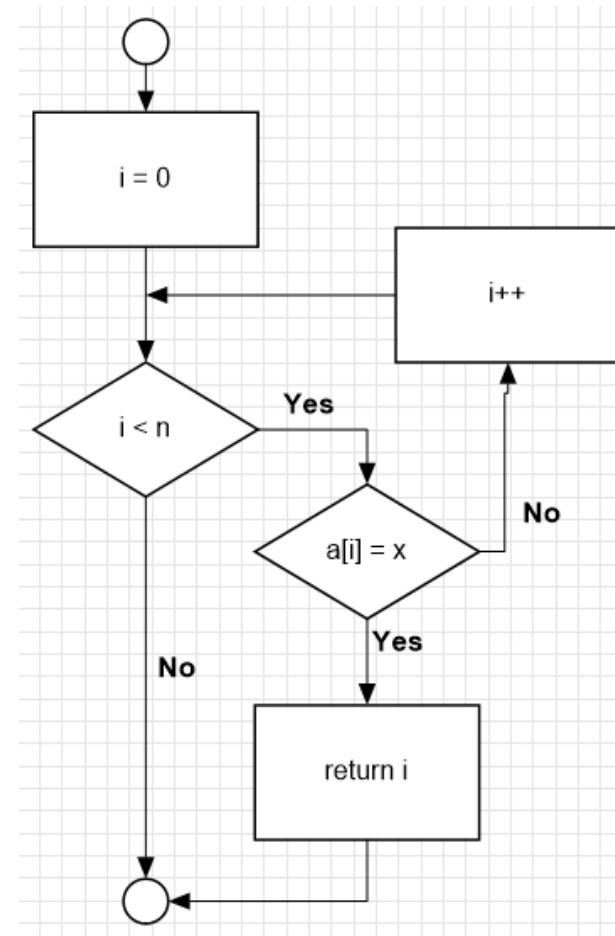 i = 0
i++
i < n
Yes
a[i] = x
No
Yes
No
return i